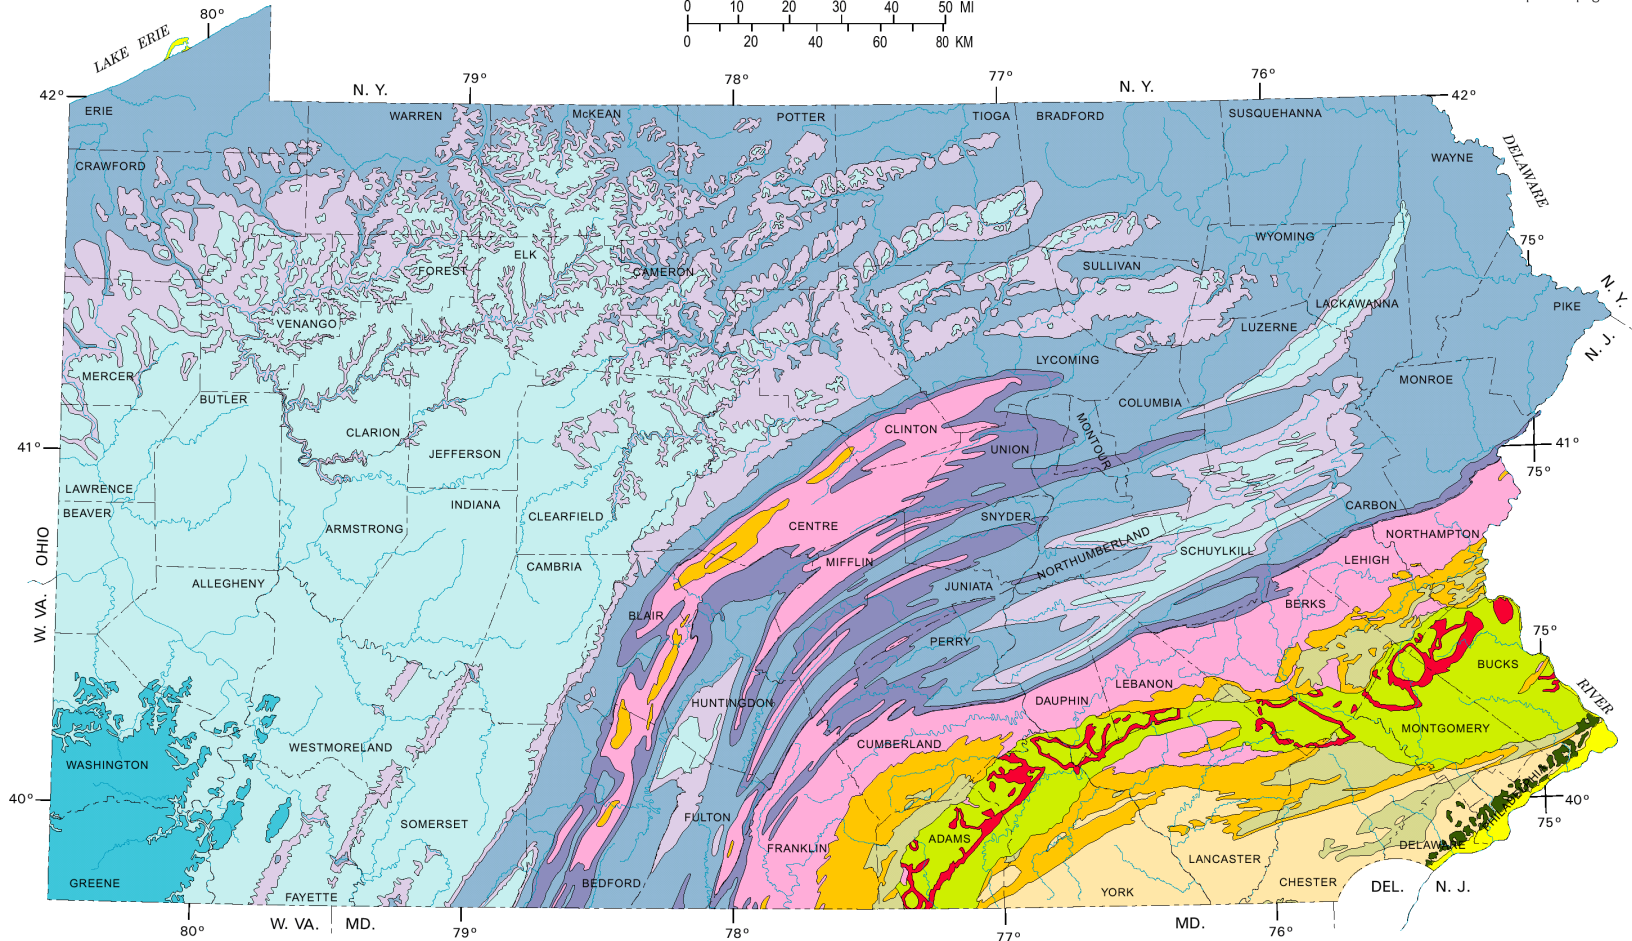 0 10 20 30 40 50 MI
0 20 40 60 80 KM
80°
LAKE ERIE
79°
78°
77°
76°
N. Y.
N. Y.
42°
42°
ERIE
WARREN
McKEAN
POTTER
TIOGA
BRADFORD
SUSQUEHANNA
WAYNE
CRAWFORD
DELAWARE
75°
FOREST
ELK
CAMERON
SULLIVAN
WYOMING
VENANGO
LACKAWANNA
LUZERNE
PIKE
N. Y.
N. J.
MERCER
LYCOMING
BUTLER
COLUMBIA
MONROE
CLARION
CLINTON
MONTOUR
41°
41°
75°
JEFFERSON
UNION
LAWRENCE
BEAVER
INDIANA
CLEARFIELD
SNYDER
CARBON
ARMSTRONG
CENTRE
NORTHAMPTON
OHIO
W. VA.
CAMBRIA
MIFFLIN
NORTHUMBERLAND
SCHUYLKILL
LEHIGH
ALLEGHENY
JUNIATA
BERKS
BLAIR
PERRY
75°
BUCKS
HUNTINGDON
DAUPHIN
LEBANON
RIVER
WESTMORELAND
CUMBERLAND
MONTGOMERY
WASHINGTON
PHILADELPHIA
40°
40°
75°
SOMERSET
FULTON
FRANKLIN
ADAMS
DELAWARE
LANCASTER
GREENE
FAYETTE
BEDFORD
YORK
CHESTER
DEL.
N. J.
80°
W. VA.
MD.
79°
78°
77°
MD.
76°